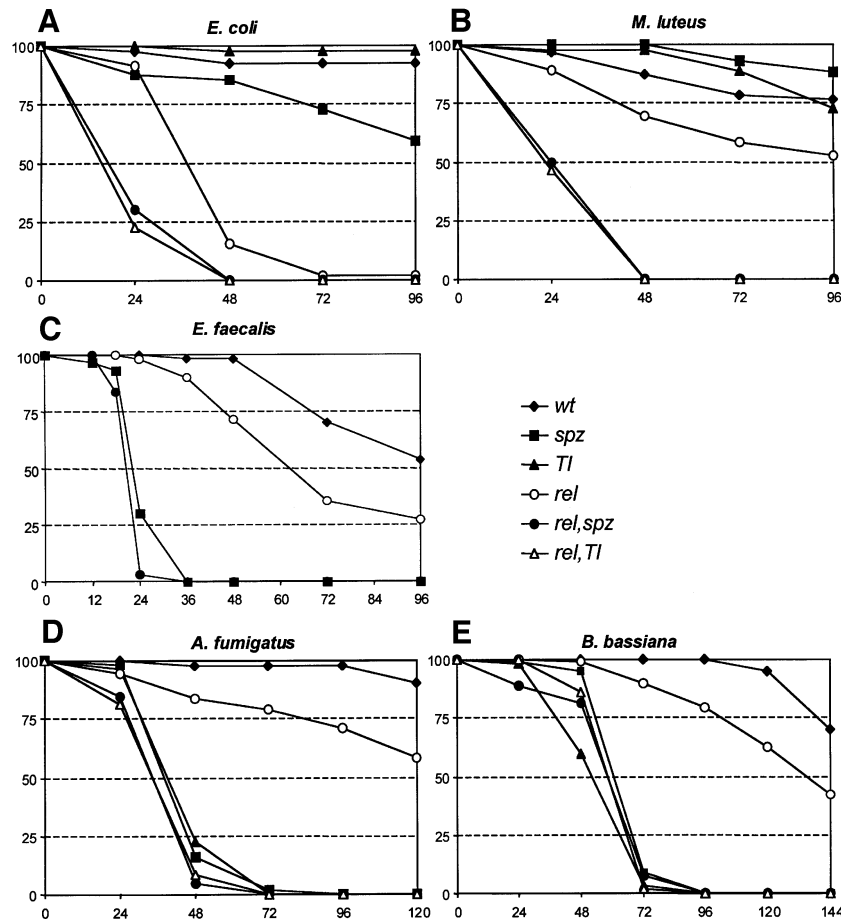 A
E. coli
100
75
50
25
0
0 24 48 72 96
B
M. luteus
100
75
50
25
0
0 24 48 72 96
C
E. faecalis
100
75
50
25
0
0 12 24 36 48 60 72 84 96
wt
spz
Tl
rel
rel,spz
rel,Tl
D
A. fumigatus
100
75
50
25
0
0 24 48 72 96 120
E
B. bassiana
100
75
50
25
0
0 24 48 72 96 120 144